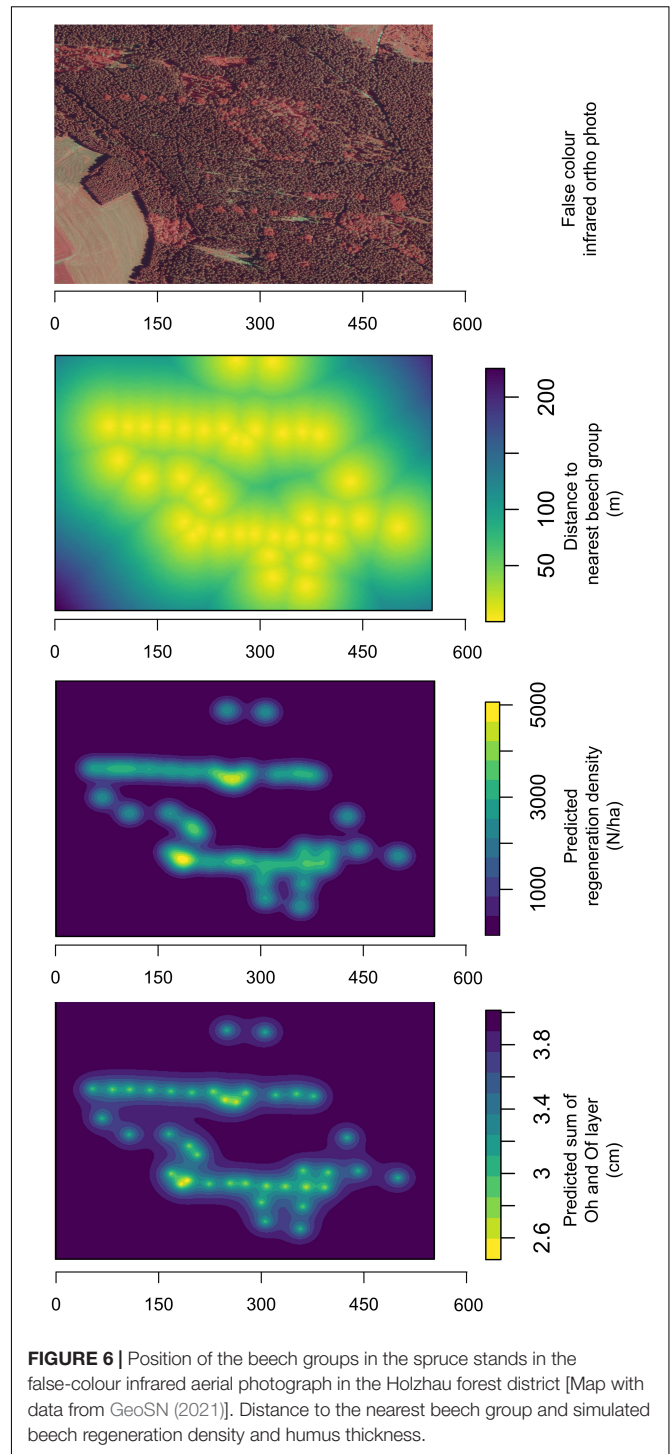 False colour
infrared ortho photo
0 150 300 450 600
200
100
50
Distance to
nearest beech group
(m)
0 150 300 450 600
5000
3000
1000
Predicted
regeneration density
(N/ha)
0 150 300 450 600
3.8
3.4
3
2.6
Predicted sum of
Oh and Of layer
(cm)
0 150 300 450 600
FIGURE 6 | Position of the beech groups in the spruce stands in the
false-colour infrared aerial photograph in the Holzhau forest district [Map with
data from GeoSN (2021)]. Distance to the nearest beech group and simulated
beech regeneration density and humus thickness.